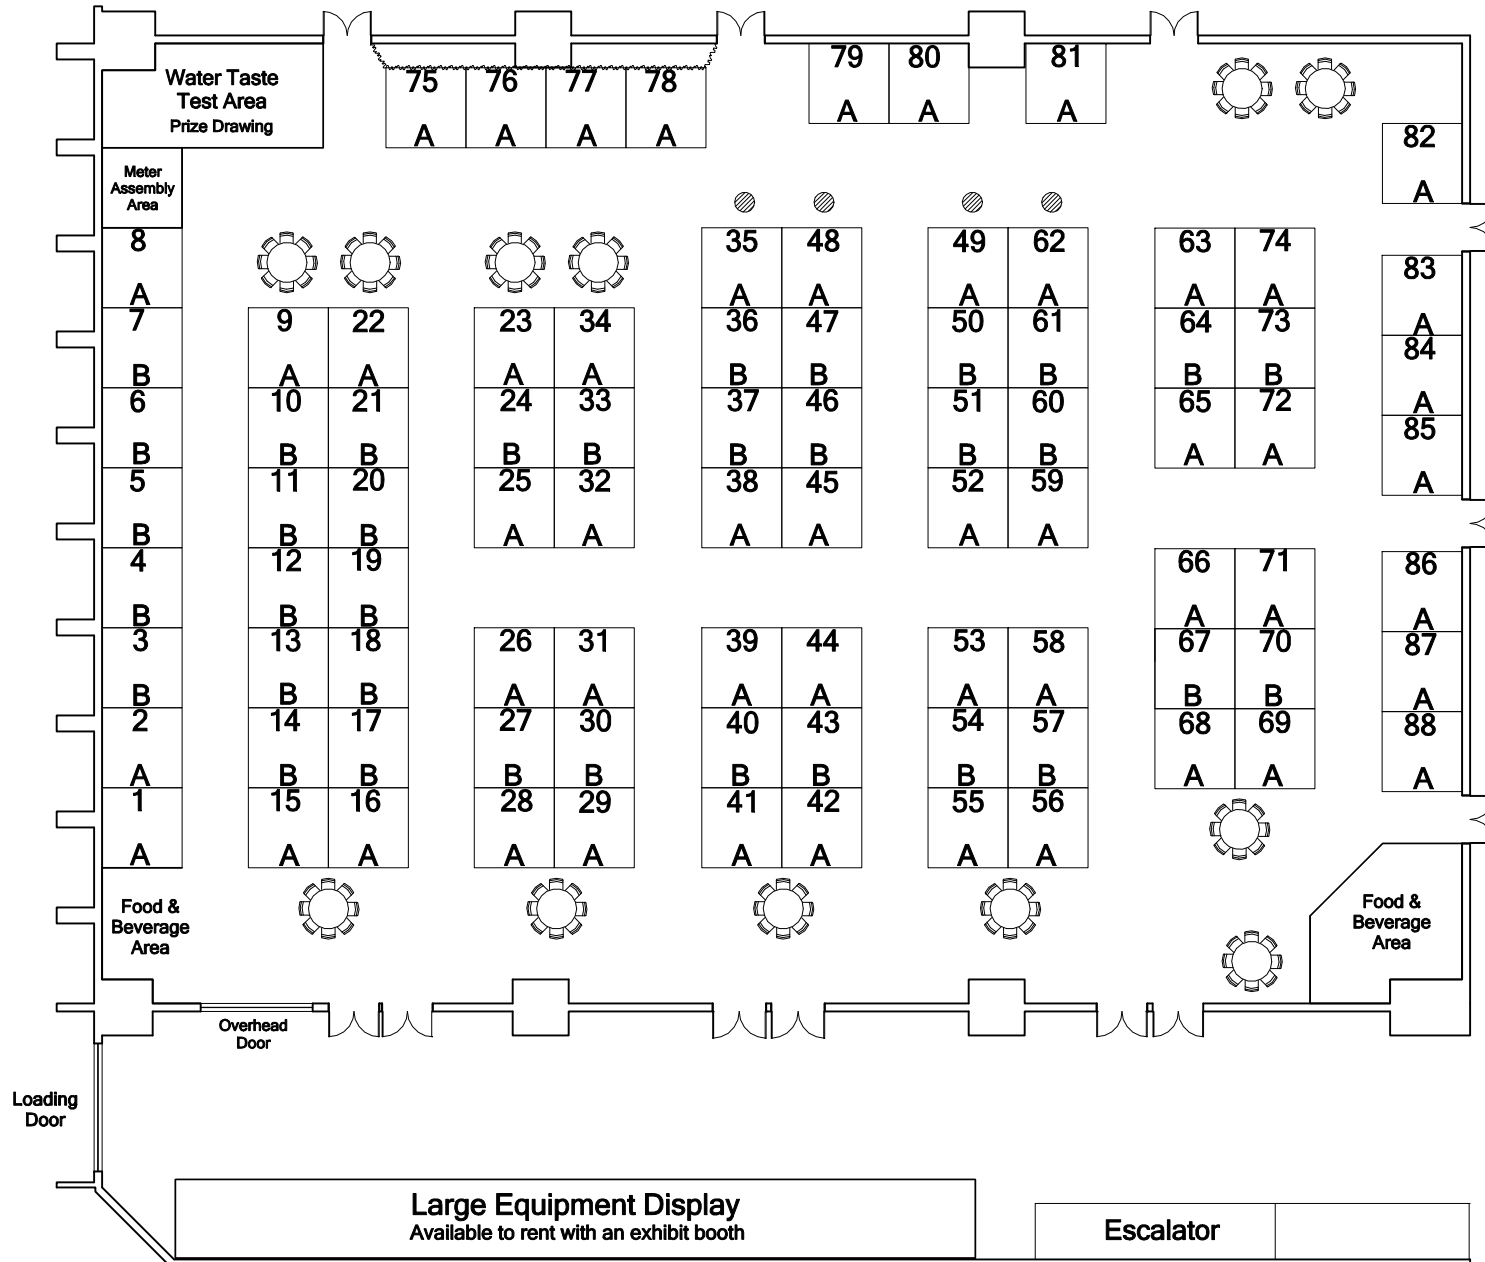 75 76 77 78
A A A A
79 80 81
A A A
Water Taste
Test Area
Prize Drawing
82
A
Meter
Assembly
Area
8 35 48 49 62 63 74
A A A A A A A
83
A
7 9 22 23 34 36 47 50 61 64 73
B A A A A B B B B B B
84
A
6 10 21 24 33 37 46 51 60 65 72
B B B B B B B B B A A
85
A
5 11 20 25 32 38 45 52 59
B B B A A A A A A
4 12 19 66 71 86
B B B A A A
3 13 18 26 31 39 44 53 58 67 70 87
B B B A A A A A A B B A
2 14 17 27 30 40 43 54 57 68 69 88
A B B B B B B B B A A A
1 15 16 28 29 41 42 55 56
A A A A A A A A A
Food &
Beverage
Area
Food &
Beverage
Area
Overhead
Door
Loading
Door
Large Equipment Display
Available to rent with an exhibit booth
Escalator